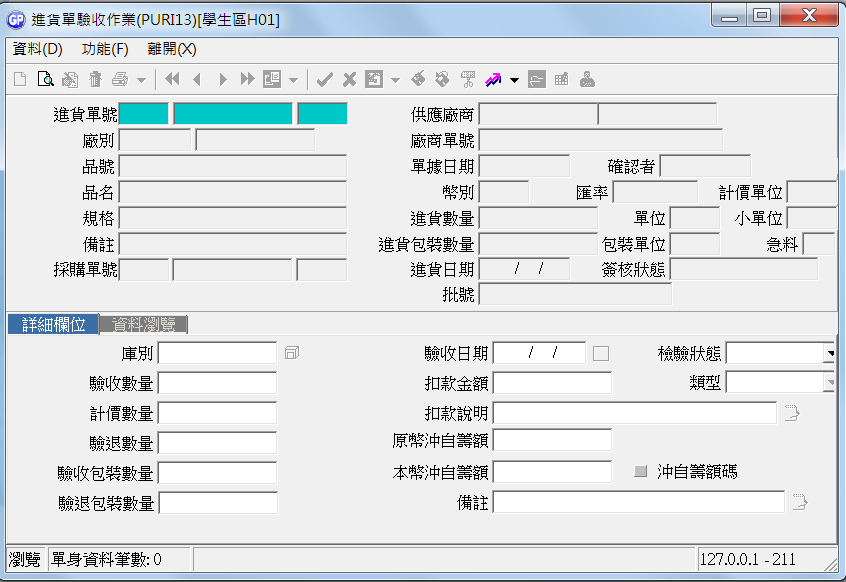 GP 進貨單驗收作業(PURI13)[學生區H01]
資料(D) 功能(F) 離開(X)
進貨單號 供應廠商
廠別 廠商單號
品號 單據日期 確認者
品名 幣別 匯率 計價單位
規格 進貨數量 單位 小單位
備註 進貨包裝數量 包裝單位 急料
採購單號 進貨日期 / / 簽核狀態
批號
詳細欄位 資料瀏覽
庫別 驗收日期 / / 檢驗狀態
驗收數量 扣款金額 類型
計價數量 扣款說明
驗退數量 原幣沖自籌額
驗收包裝數量 本幣沖自籌額 沖自籌額碼
驗退包裝數量 備註
瀏覽 單身資料筆數: 0 127.0.0.1 - 211